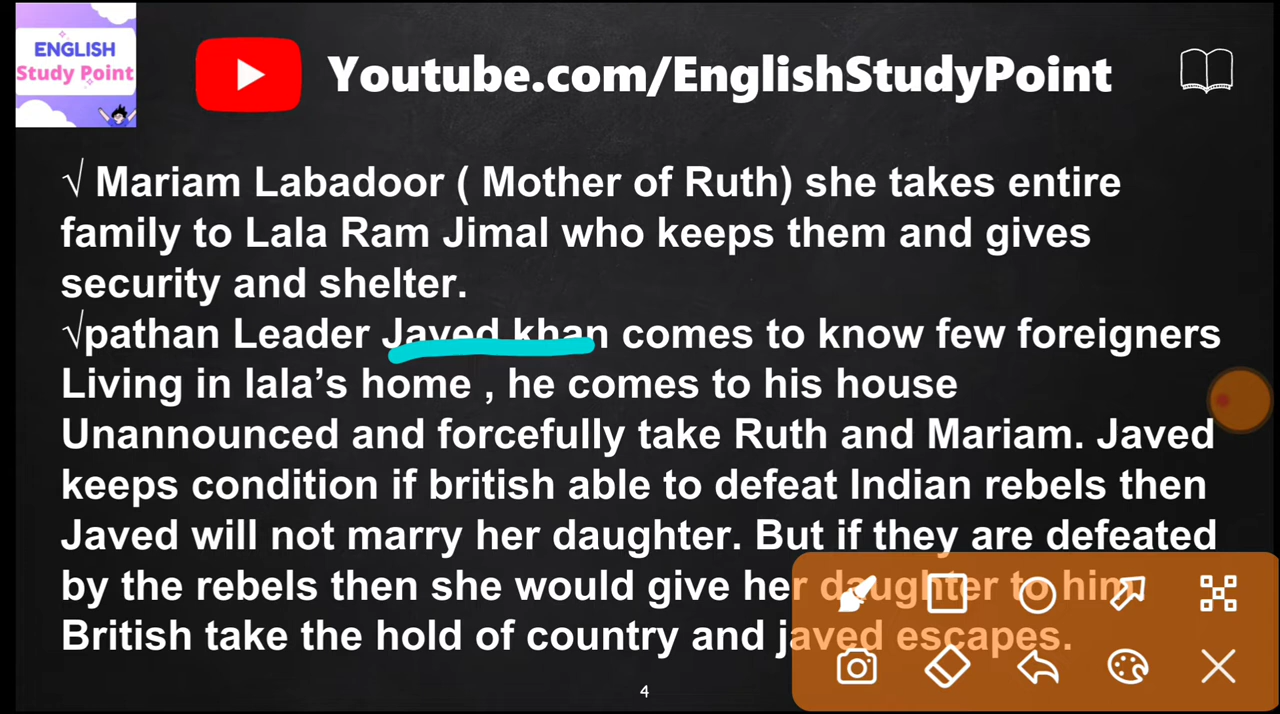 ENGLISH
Study Point
Youtube.com/EnglishStudyPoint
√ Mariam Labadoor ( Mother of Ruth) she takes entire
family to Lala Ram Jimal who keeps them and gives
security and shelter.
√pathan Leader Javed khan comes to know few foreigners
Living in lala’s home , he comes to his house
Unannounced and forcefully take Ruth and Mariam. Javed
keeps condition if british able to defeat Indian rebels then
Javed will not marry her daughter. But if they are defeated
by the rebels then she would give her daughter to him.
British take the hold of country and javed escapes.
4